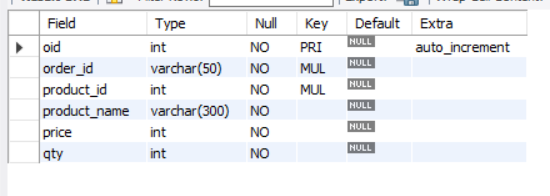 Field Type Null Key Default Extra
oid int NO PRI NULL auto_increment
order_id varchar(50) NO MUL NULL
product_id int NO MUL NULL
product_name varchar(300) NO NULL
price int NO NULL
qty int NO NULL